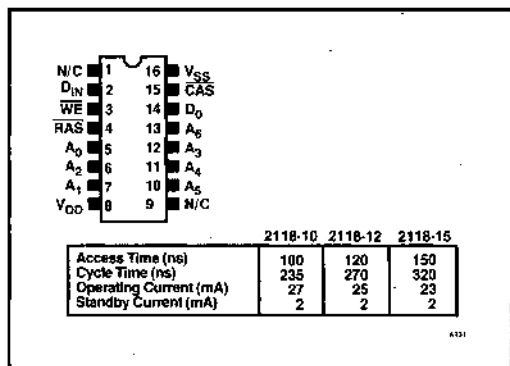 N/C 1 16 VSS
DIN 2 15 CAS
WE 3 14 DO
RAS 4 13 A6
A0 5 12 A3
A2 6 11 A4
A1 7 10 A5
VDD 8 9 N/C
2118-10 2118-12 2118-15
Access Time (ns) 100 120 150
Cycle Time (ns) 235 270 320
Operating Current (mA) 27 25 23
Standby Current (mA) 2 2 2